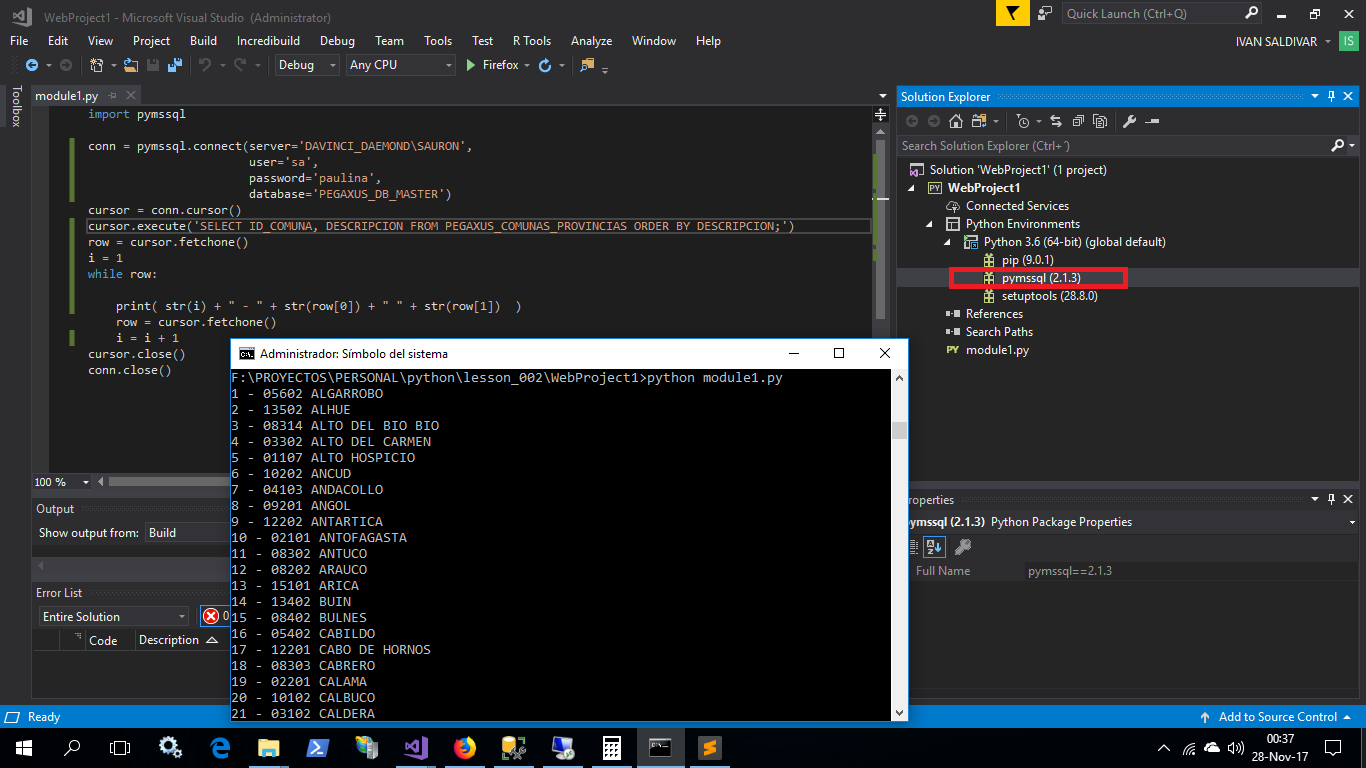 WebProject1 - Microsoft Visual Studio (Administrator)
Quick Launch (Ctrl+Q)
File Edit View Project Build Incredibuild Debug Team Tools Test R Tools Analyze Window Help
IVAN SALDIVAR
IS
Debug
Any CPU
Firefox
Toolbox
module1.py
import pymssql
conn = pymssql.connect(server='DAVINCI_DAEMOND\SAURON',
user='sa',
password='paulina',
database='PEGAXUS_DB_MASTER')
cursor = conn.cursor()
cursor.execute('SELECT ID_COMUNA, DESCRIPCION FROM PEGAXUS_COMUNAS_PROVINCIAS ORDER BY DESCRIPCION;')
row = cursor.fetchone()
i = 1
while row:
print( str(i) + " - " + str(row[0]) + " " + str(row[1])  )
row = cursor.fetchone()
i = i + 1
cursor.close()
conn.close()
100 %
Output
Show output from: Build
Error List
Entire Solution
0
Code Description
Solution Explorer
Search Solution Explorer (Ctrl+´)
Solution 'WebProject1' (1 project)
PY WebProject1
Connected Services
Python Environments
Python 3.6 (64-bit) (global default)
pip (9.0.1)
pymssql (2.1.3)
setuptools (28.8.0)
References
Search Paths
PY module1.py
roperties
ymssql (2.1.3) Python Package Properties
Full Name pymssql==2.1.3
Administrador: Símbolo del sistema
F:\PROYECTOS\PERSONAL\python\lesson_002\WebProject1>python module1.py
1 - 05602 ALGARROBO
2 - 13502 ALHUE
3 - 08314 ALTO DEL BIO BIO
4 - 03302 ALTO DEL CARMEN
5 - 01107 ALTO HOSPICIO
6 - 10202 ANCUD
7 - 04103 ANDACOLLO
8 - 09201 ANGOL
9 - 12202 ANTARTICA
10 - 02101 ANTOFAGASTA
11 - 08302 ANTUCO
12 - 08202 ARAUCO
13 - 15101 ARICA
14 - 13402 BUIN
15 - 08402 BULNES
16 - 05402 CABILDO
17 - 12201 CABO DE HORNOS
18 - 08303 CABRERO
19 - 02201 CALAMA
20 - 10102 CALBUCO
21 - 03102 CALDERA
Ready
Add to Source Control
00:37
28-Nov-17